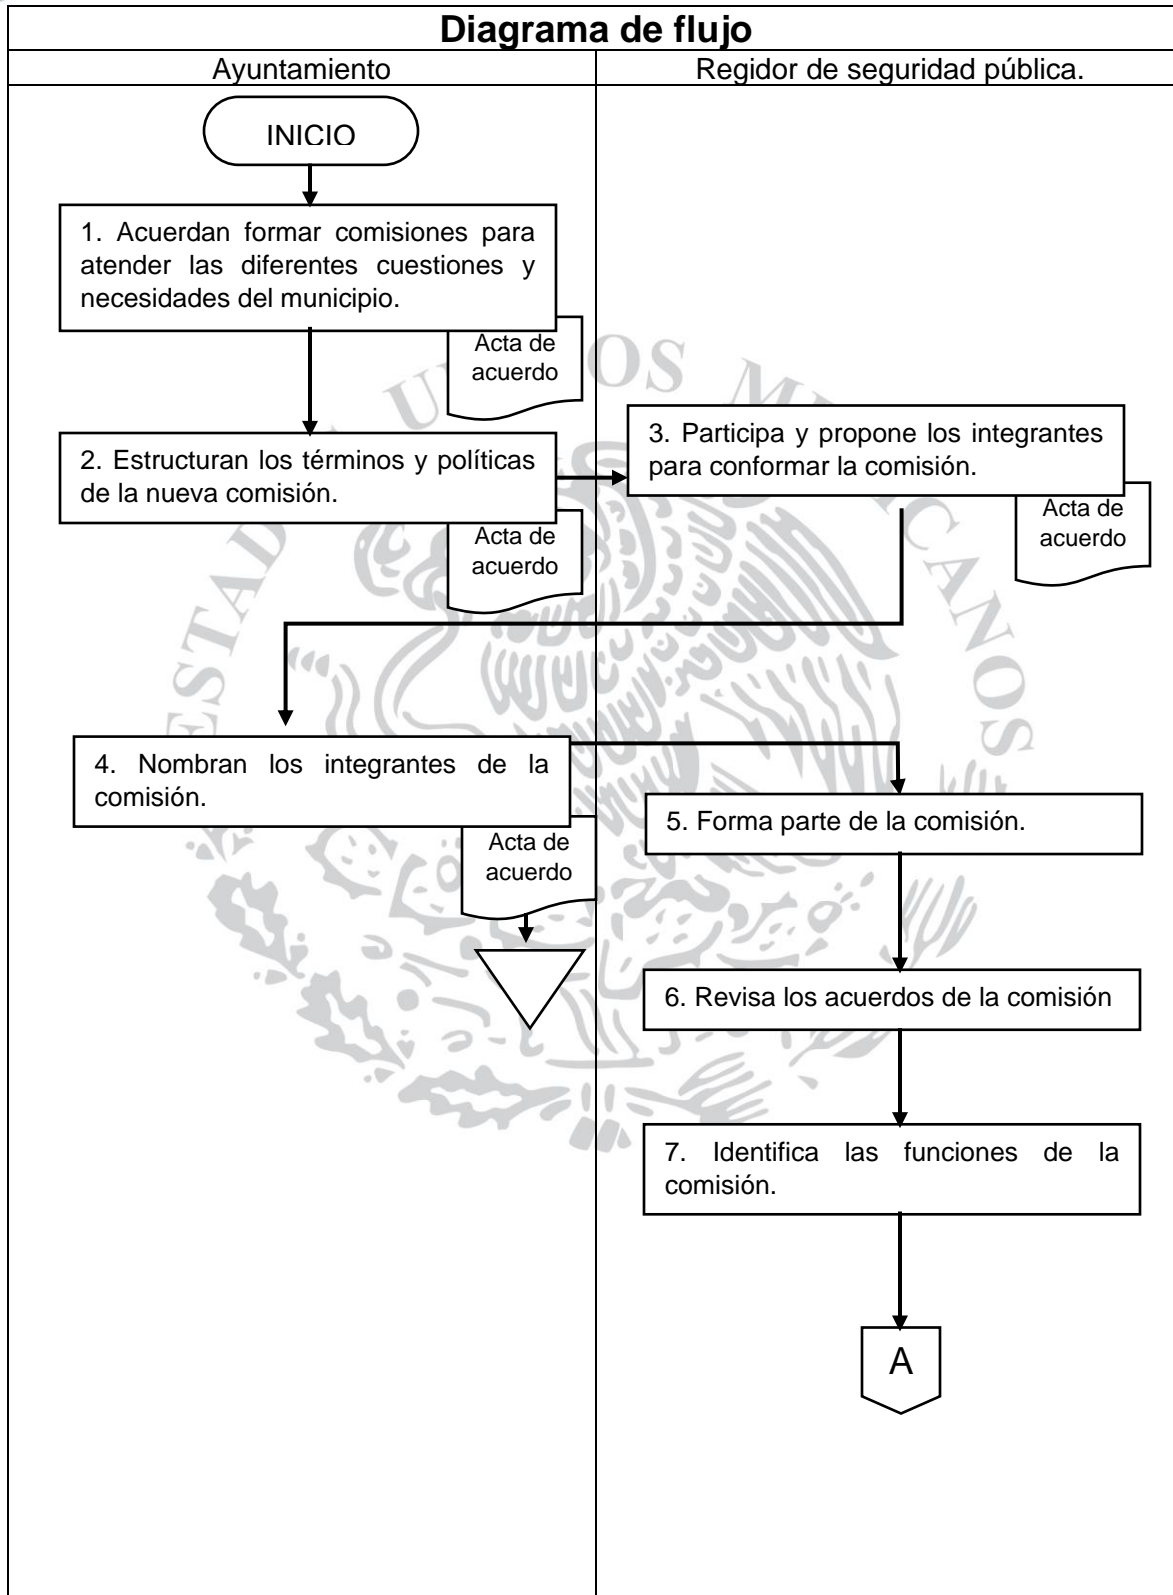 Diagrama de flujo
Ayuntamiento
Regidor de seguridad pública.
INICIO
1. Acuerdan formar comisiones para
atender las diferentes cuestiones y
necesidades del municipio.
Acta de
acuerdo
2. Estructuran los términos y políticas
de la nueva comisión.
Acta de
acuerdo
3. Participa y propone los integrantes
para conformar la comisión.
Acta de
acuerdo
4. Nombran los integrantes de la
comisión.
Acta de
acuerdo
5. Forma parte de la comisión.
6. Revisa los acuerdos de la comisión
7. Identifica las funciones de la
comisión.
A